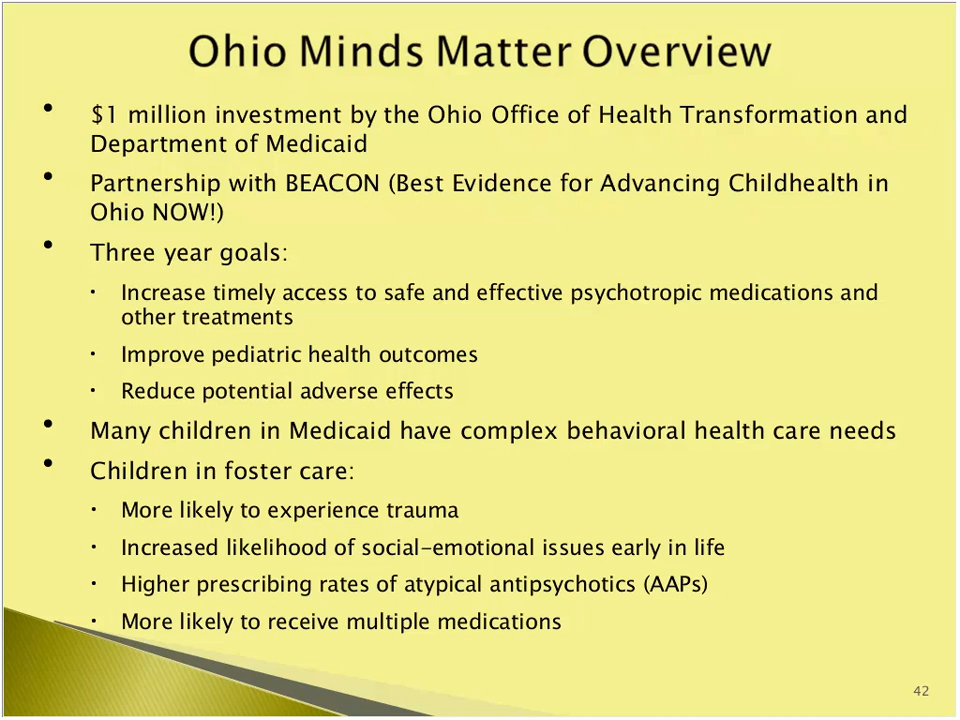 Ohio Minds Matter Overview
• $1 million investment by the Ohio Office of Health Transformation and
Department of Medicaid
• Partnership with BEACON (Best Evidence for Advancing Childhealth in
Ohio NOW!)
• Three year goals:
• Increase timely access to safe and effective psychotropic medications and
other treatments
• Improve pediatric health outcomes
• Reduce potential adverse effects
• Many children in Medicaid have complex behavioral health care needs
• Children in foster care:
• More likely to experience trauma
• Increased likelihood of social-emotional issues early in life
• Higher prescribing rates of atypical antipsychotics (AAPs)
• More likely to receive multiple medications
42